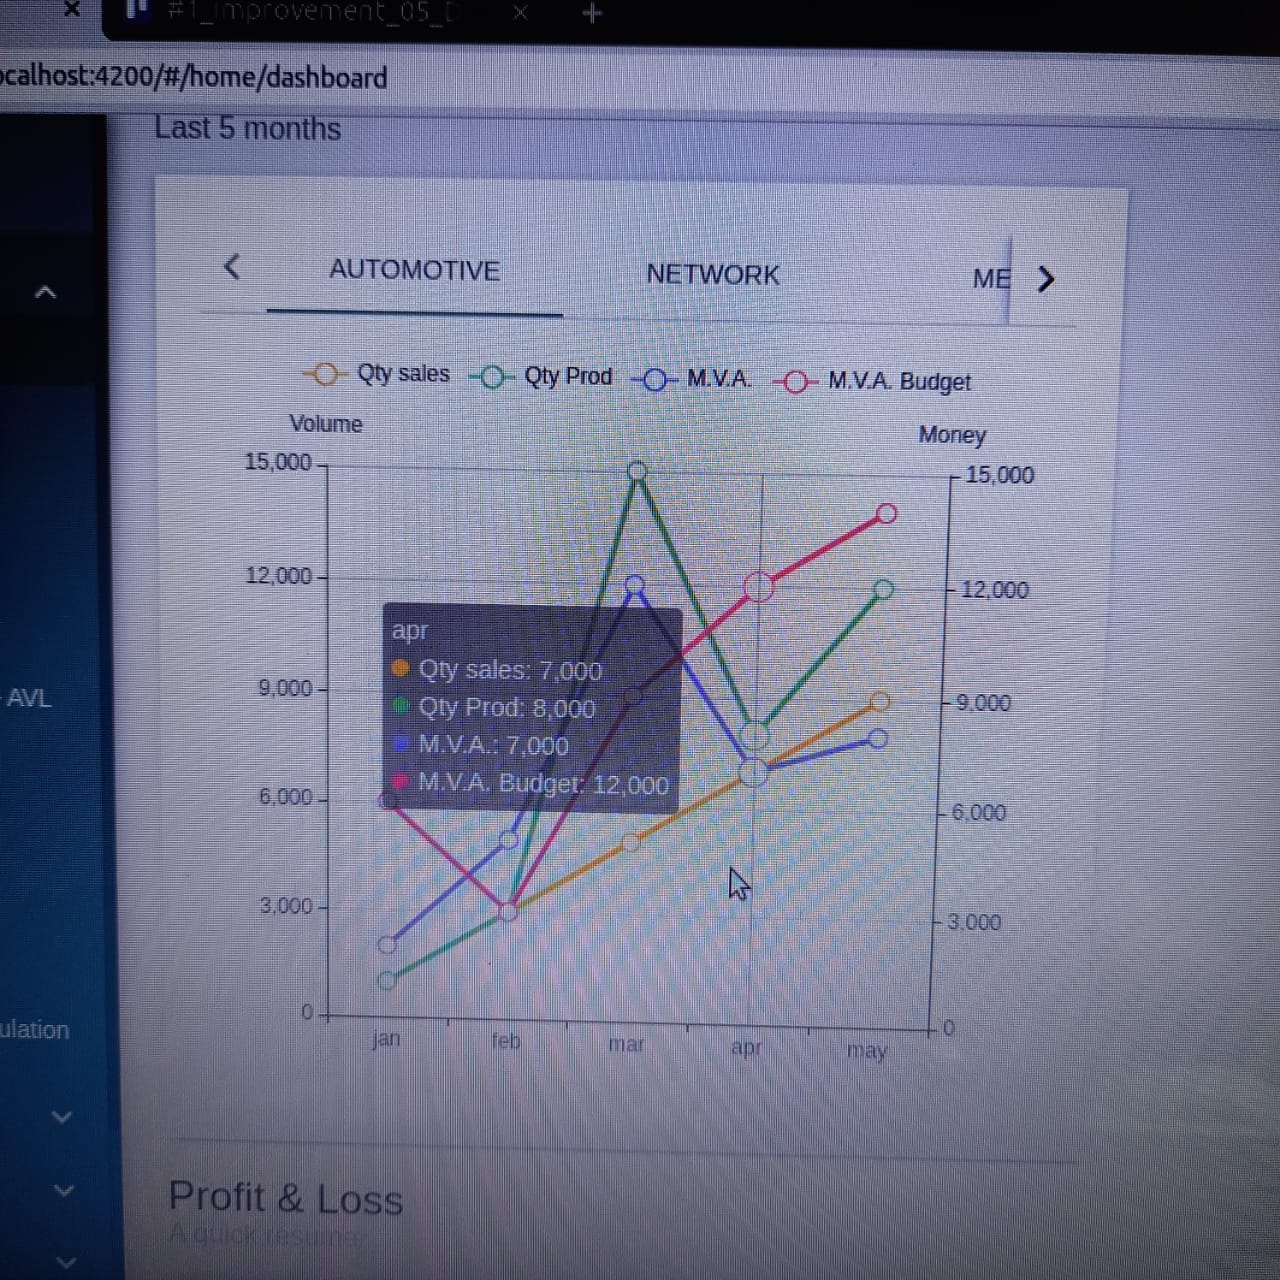 #1_improvement_05_
ocalhost:4200/#/home/dashboard
Last 5 months
AUTOMOTIVE NETWORK ME
Qty sales Qty Prod M.V.A. M.V.A. Budget
Volume Money
15,000 15,000
12,000 12,000
apr
Qty sales: 7,000
9,000 9,000
Qty Prod: 8,000
AVL
M.V.A.: 7,000
M.V.A. Budget: 12,000
6,000 6,000
3,000 3,000
0 0
ulation
jan feb mar apr may
Profit & Loss
A quick resume